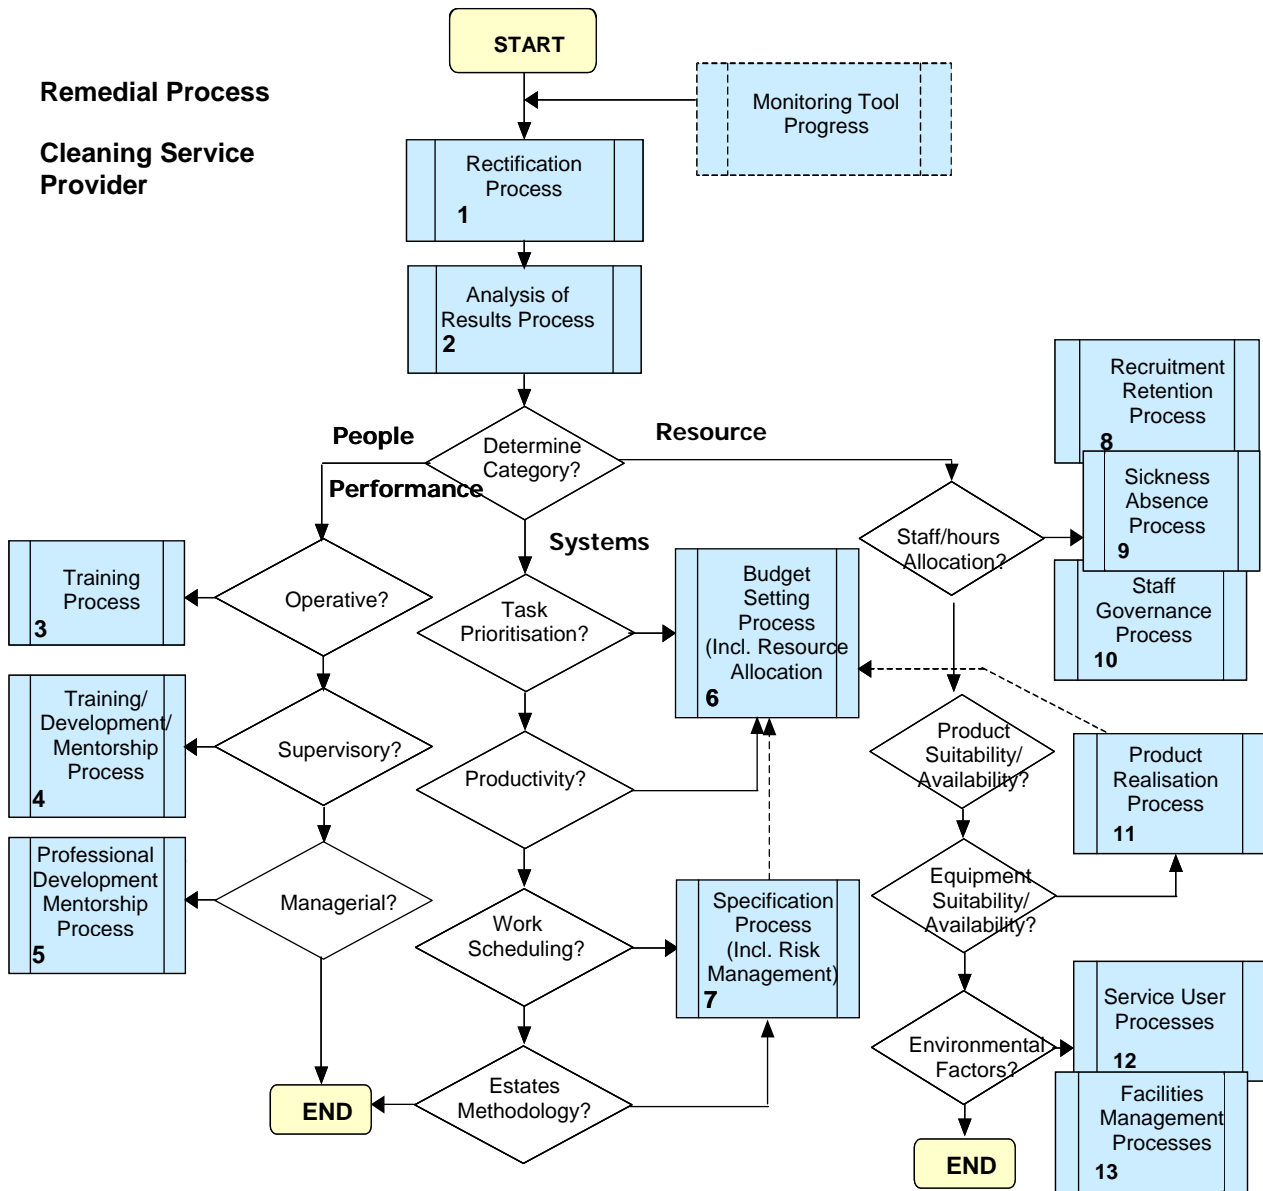 START
Remedial Process
Cleaning Service
Provider
Monitoring Tool
Progress
Rectification
Process
1
Analysis of
Results Process
2
Determine
Category?
People
Performance
Systems
Resource
Operative?
Training
Process
3
Supervisory?
Training/
Development/
Mentorship
Process
4
Managerial?
Professional
Development
Mentorship
Process
5
Task
Prioritisation?
Productivity?
Budget
Setting
Process
(Incl. Resource
Allocation
6
Work
Scheduling?
Specification
Process
(Incl. Risk
Management)
7
Estates
Methodology?
END
Staff/hours
Allocation?
Recruitment
Retention
Process
8
Sickness
Absence
Process
9
Staff
Governance
Process
10
Product
Suitability/
Availability?
Equipment
Suitability/
Availability?
Product
Realisation
Process
11
Environmental
Factors?
Service User
Processes
12
Facilities
Management
Processes
13
END